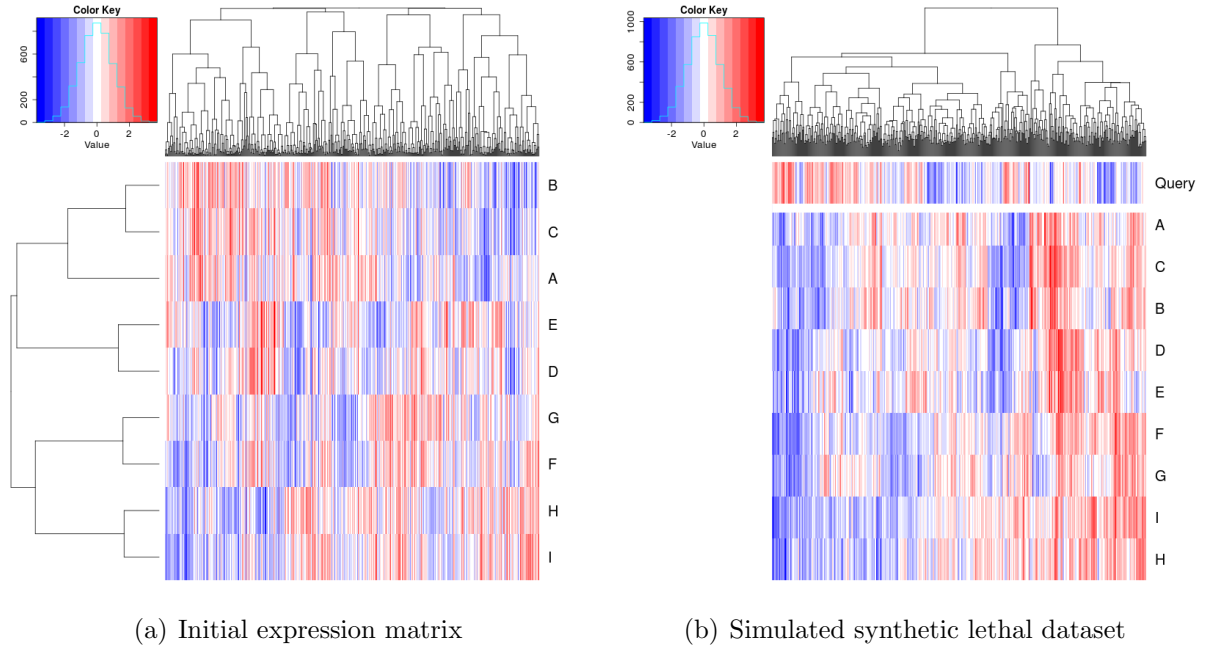 Color Key
600
200
0
-2 0 2
Value
B
C
A
E
D
G
F
H
I
(a) Initial expression matrix
Color Key
1000
600
200
0
-2 0 2
Value
Query
A
C
B
D
E
F
G
I
H
(b) Simulated synthetic lethal dataset